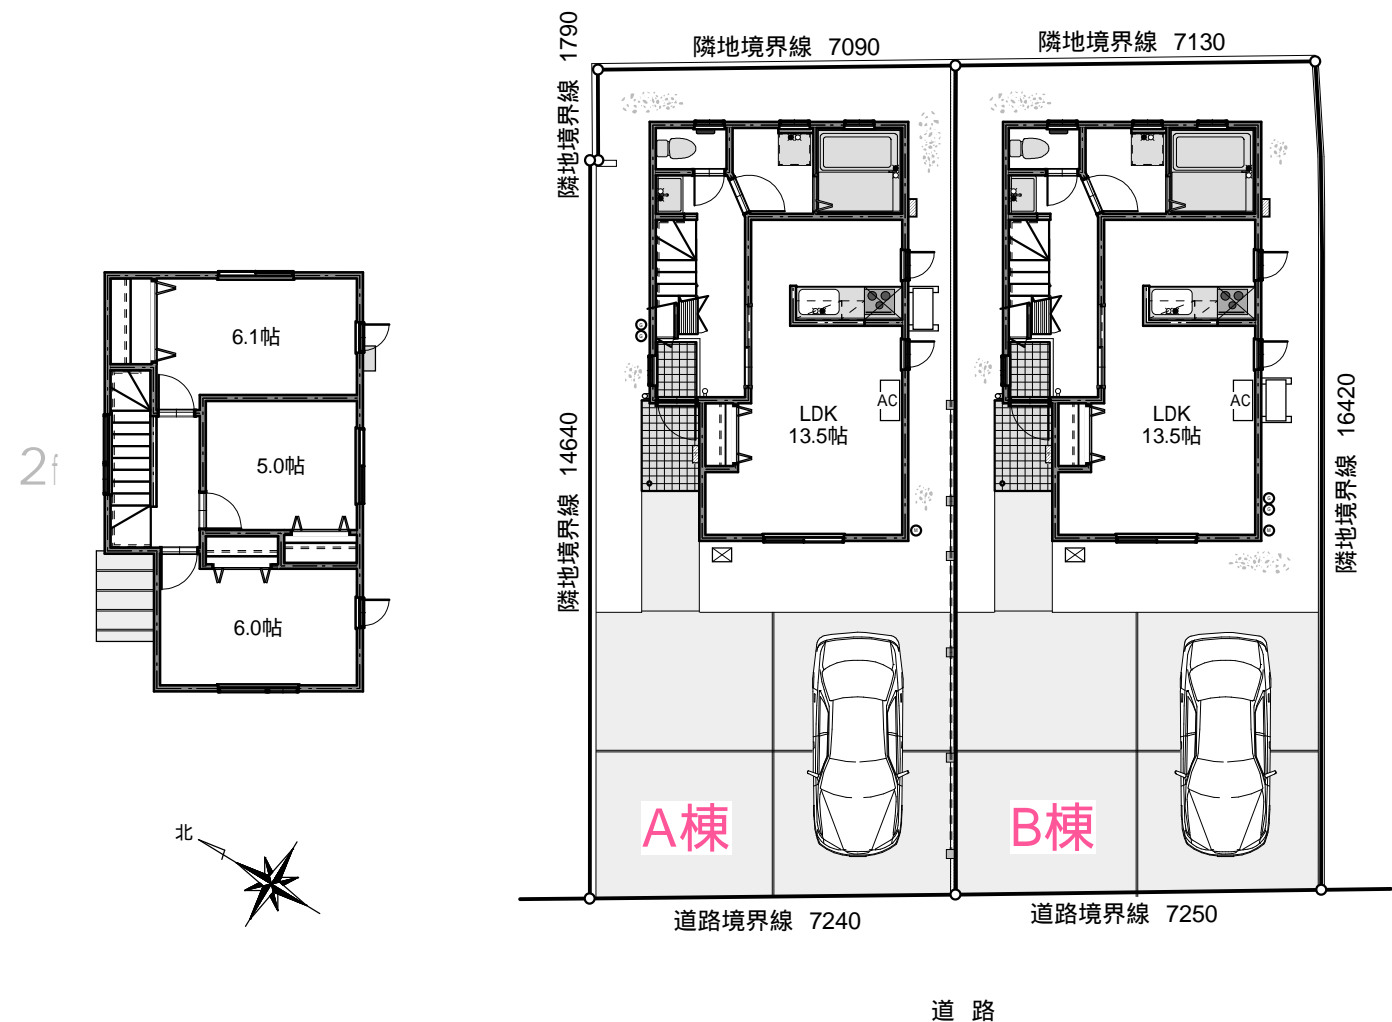 隣地境界線 7090
隣地境界線 7130
隣地境界線 1790
隣地境界線 14640
隣地境界線 16420
2f
6.1帖
5.0帖
6.0帖
LDK
13.5帖
AC
LDK
13.5帖
AC
A棟
B棟
北
道路境界線 7240
道路境界線 7250
道路